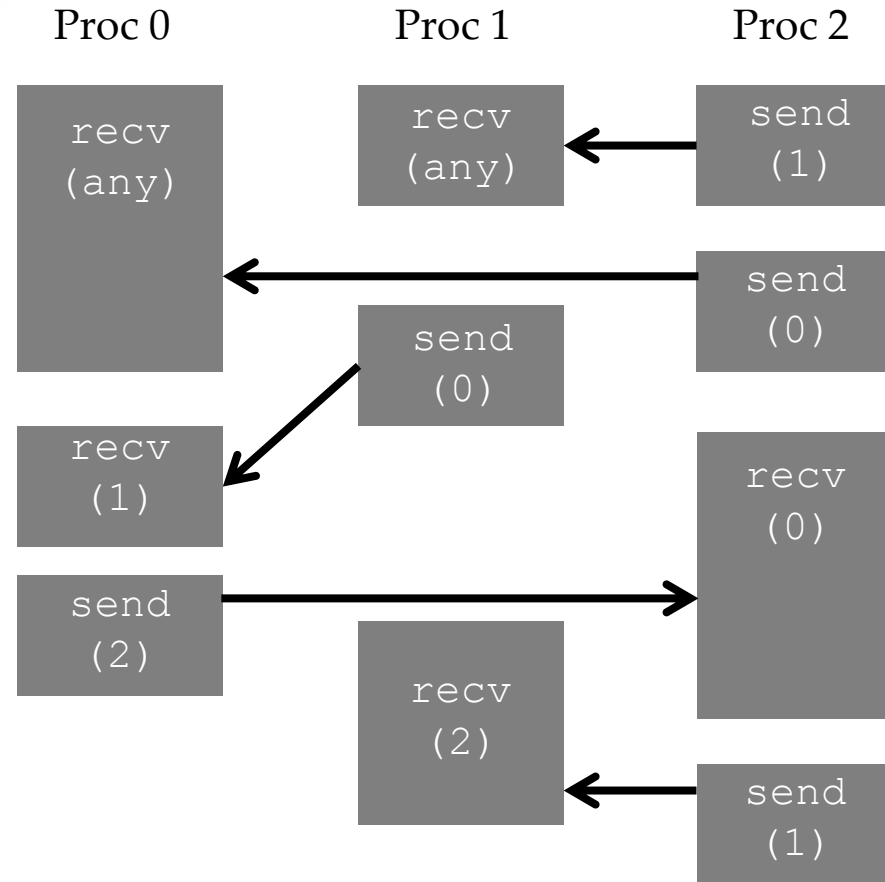 Proc 0
Proc 1
Proc 2
recv
(any)
recv
(any)
send
(1)
send
(0)
send
(0)
recv
(1)
recv
(0)
send
(2)
recv
(2)
send
(1)